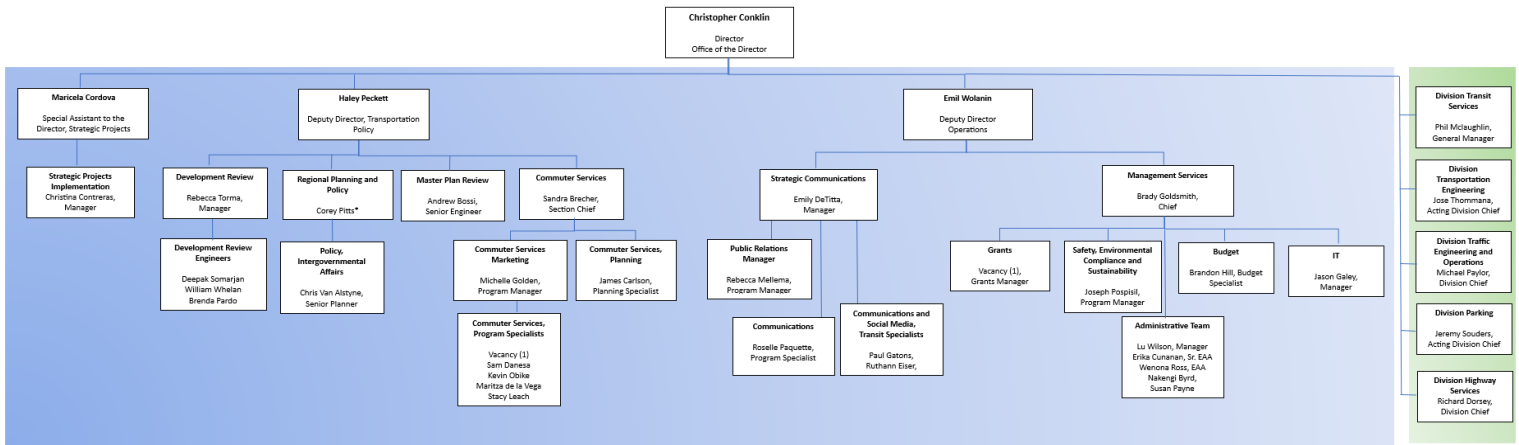 Christopher Conklin
Director
Office of the Director
Maricela Cordova
Special Assistant to the
Director, Strategic Projects
Haley Peckett
Deputy Director, Transportation
Policy
Emil Wolanin
Deputy Director
Operations
Strategic Projects
Implementation
Christina Contreras,
Manager
Development Review
Rebecca Torma,
Manager
Regional Planning and
Policy
Corey Pitts*
Master Plan Review
Andrew Bossi,
Senior Engineer
Commuter Services
Sandra Brecher,
Section Chief
Strategic Communications
Emily DeTitta,
Manager
Management Services
Brady Goldsmith,
Chief
Development Review
Engineers
Deepak Somarjan
William Whelan
Brenda Pardo
Policy,
Intergovernmental
Affairs
Chris Van Alstyne,
Senior Planner
Commuter Services
Marketing
Michelle Golden,
Program Manager
Commuter Services,
Planning
James Carlson,
Planning Specialist
Commuter Services,
Program Specialists
Vacancy (1)
Sam Danesa
Kevin Obike
Maritza de la Vega
Stacy Leach
Public Relations
Manager
Rebecca Mellema,
Program Manager
Communications
Roselle Paquette,
Program Specialist
Communications and
Social Media,
Transit Specialists
Paul Gatons,
Ruthann Eiser,
Grants
Vacancy (1),
Grants Manager
Safety, Environmental
Compliance and
Sustainability
Joseph Pospisil,
Program Manager
Budget
Brandon Hill, Budget
Specialist
IT
Jason Galey,
Manager
Administrative Team
Lu Wilson, Manager
Erika Cunanan, Sr. EAA
Wenona Ross, EAA
Nakengi Byrd,
Susan Payne
Division Transit
Services
Phil Mclaughlin,
General Manager
Division
Transportation
Engineering
Jose Thommana,
Acting Division Chief
Division Traffic
Engineering and
Operations
Michael Paylor,
Division Chief
Division Parking
Jeremy Souders,
Acting Division Chief
Division Highway
Services
Richard Dorsey,
Division Chief